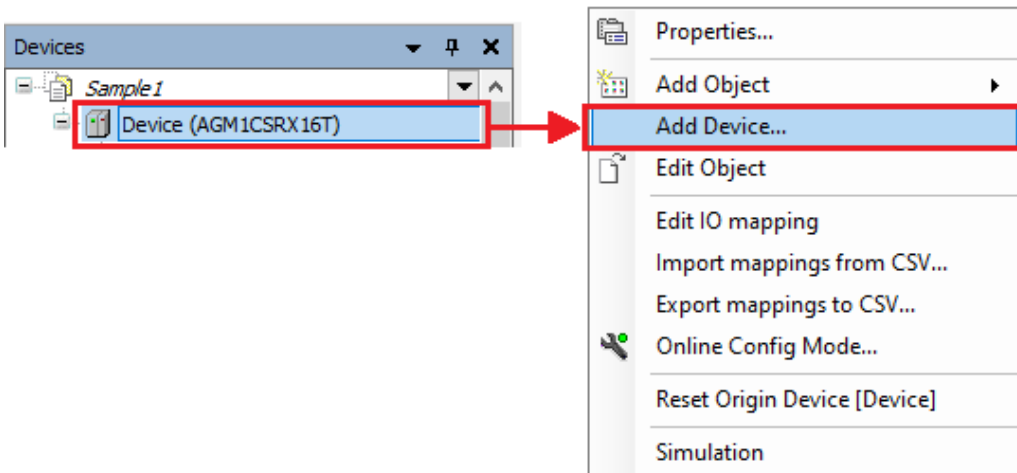 Devices
Sample1
Device (AGM1CSRX16T)
Properties...
Add Object
Add Device...
Edit Object
Edit IO mapping
Import mappings from CSV...
Export mappings to CSV...
Online Config Mode...
Reset Origin Device [Device]
Simulation